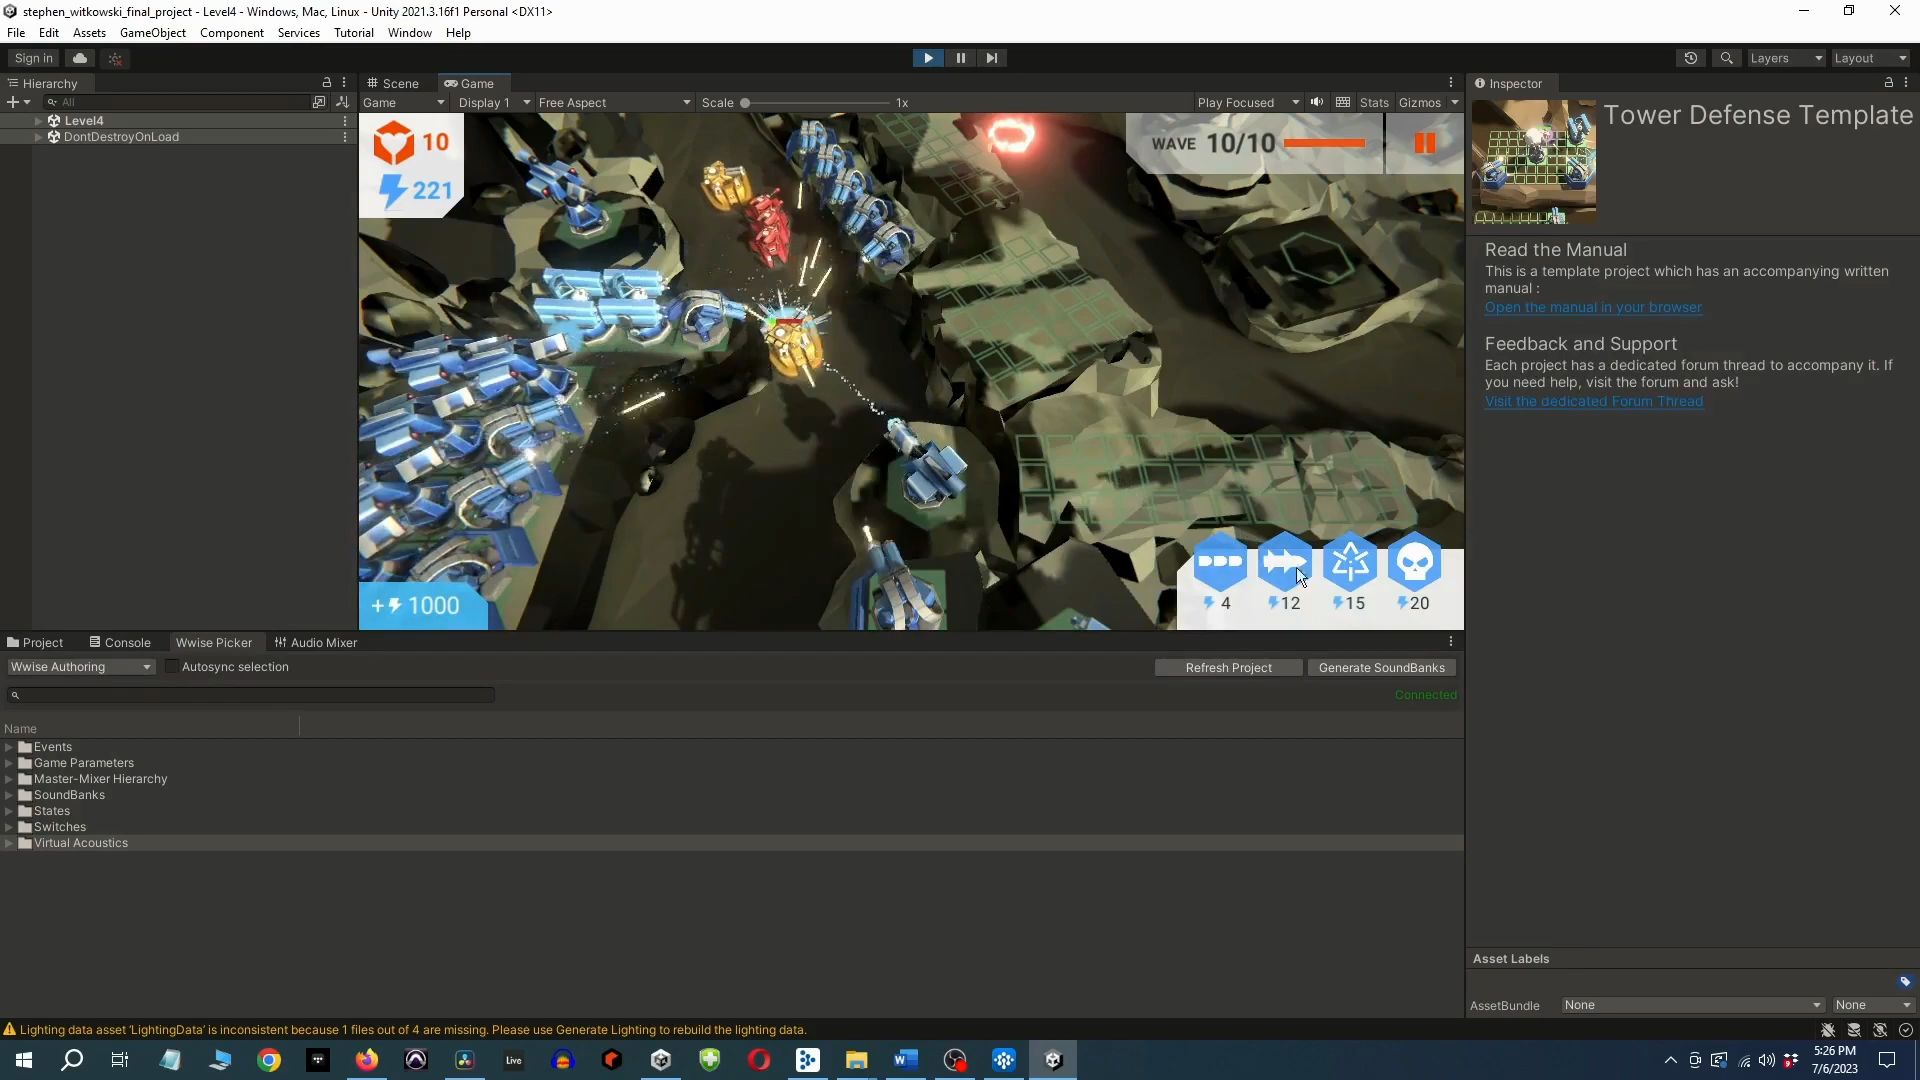 stephen_witkowski_final_project - Level4 - Windows, Mac, Linux - Unity 2021.3.16f1 Personal <DX11>
File Edit Assets GameObject Component Services Tutorial Window Help
Sign in
Layers
Layout
Hierarchy
All
Level4
DontDestroyOnLoad
Scene
Game
Game
Display 1
Free Aspect
Scale
1x
Play Focused
Stats
Gizmos
10
221
WAVE 10/10
+ 1000
4
12
15
20
Inspector
Tower Defense Template
Read the Manual
This is a template project which has an accompanying written
manual :
Open the manual in your browser
Feedback and Support
Each project has a dedicated forum thread to accompany it. If
you need help, visit the forum and ask!
Visit the dedicated Forum Thread
Project
Console
Wwise Picker
Audio Mixer
Wwise Authoring
Autosync selection
Refresh Project
Generate SoundBanks
Connected
Name
Events
Game Parameters
Master-Mixer Hierarchy
SoundBanks
States
Switches
Virtual Acoustics
Asset Labels
AssetBundle
None
None
Lighting data asset 'LightingData' is inconsistent because 1 files out of 4 are missing. Please use Generate Lighting to rebuild the lighting data.
Live
5:26 PM
7/6/2023